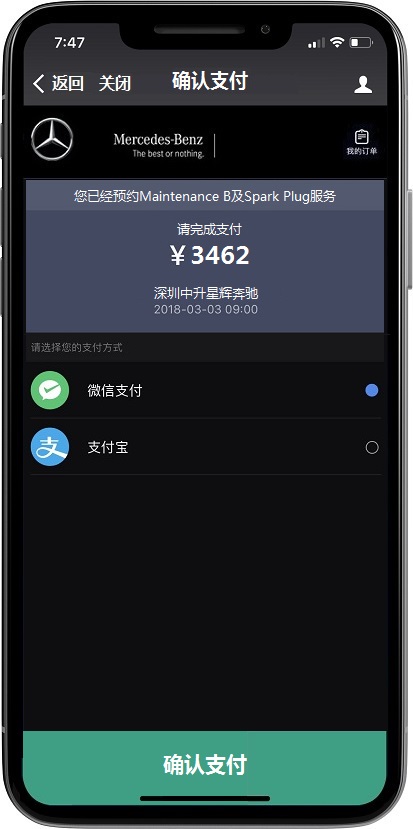 7:47
返回 关闭 确认支付
Mercedes-Benz
The best or nothing.
我的订单
您已经预约Maintenance B及Spark Plug服务
请完成支付
￥3462
深圳中升星辉奔驰
2018-03-03 09:00
请选择您的支付方式
微信支付
支 支付宝
确认支付